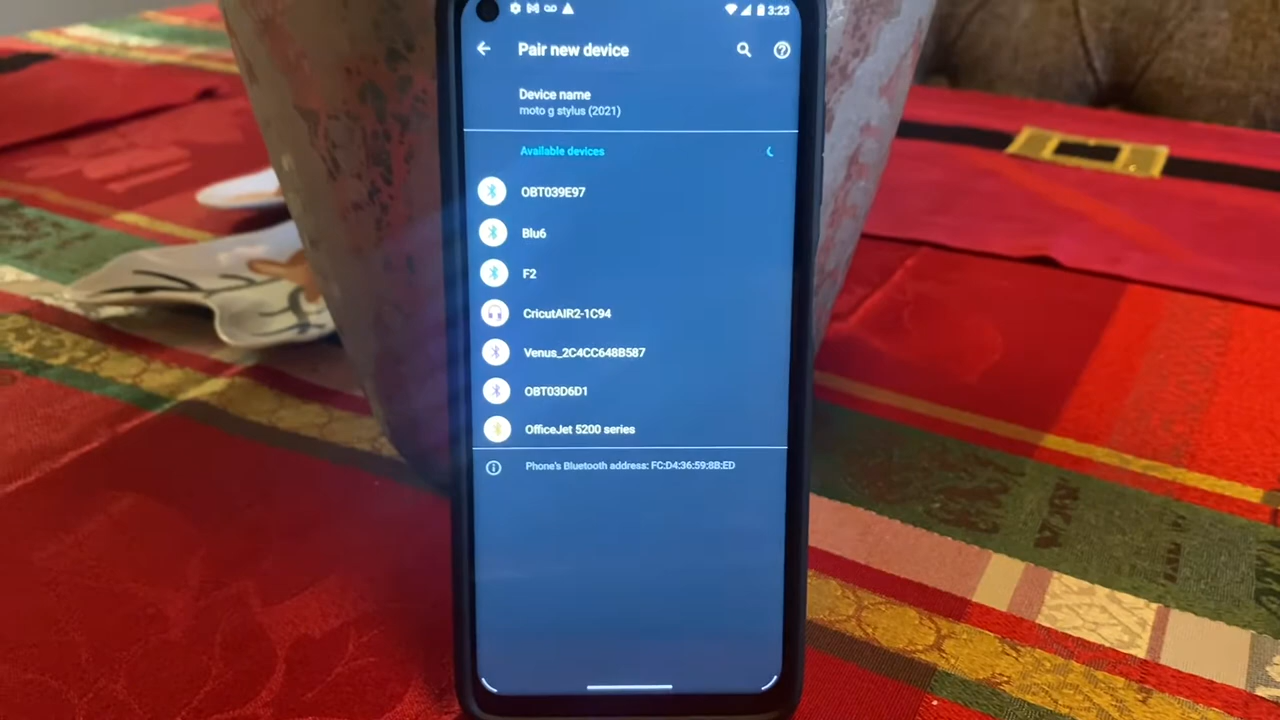 3:23
Pair new device
Device name
moto g stylus (2021)
Available devices
OBT039E97
Blu6
F2
CricutAIR2-1C94
Venus_2C4CC648B587
OBT03D6D1
OfficeJet 5200 series
Phone's Bluetooth address: FC:D4:36:59:8B:ED